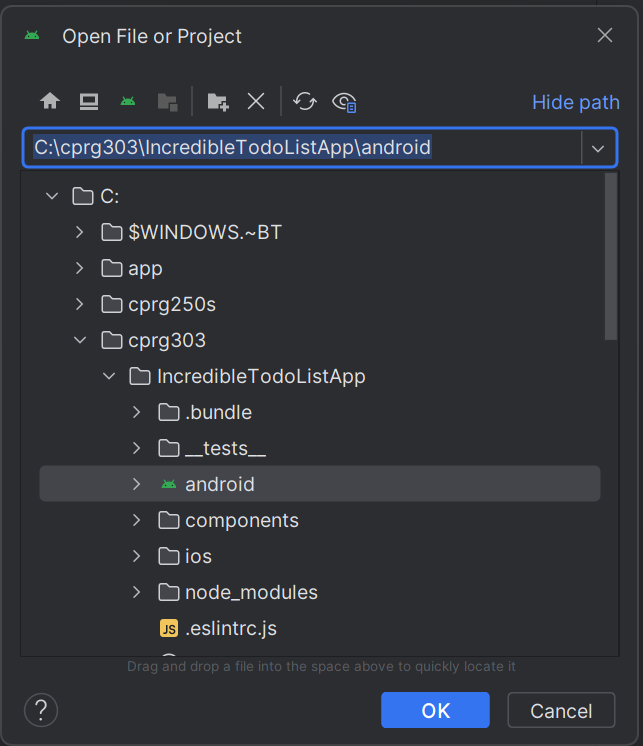 Open File or Project
Hide path
C:\cprg303\IncredibleTodoListApp\android
C:
$WINDOWS.~BT
app
cprg250s
cprg303
IncredibleTodoListApp
.bundle
__tests__
android
components
ios
node_modules
JS .eslintrc.js
Drag and drop a file into the space above to quickly locate it
? OK Cancel